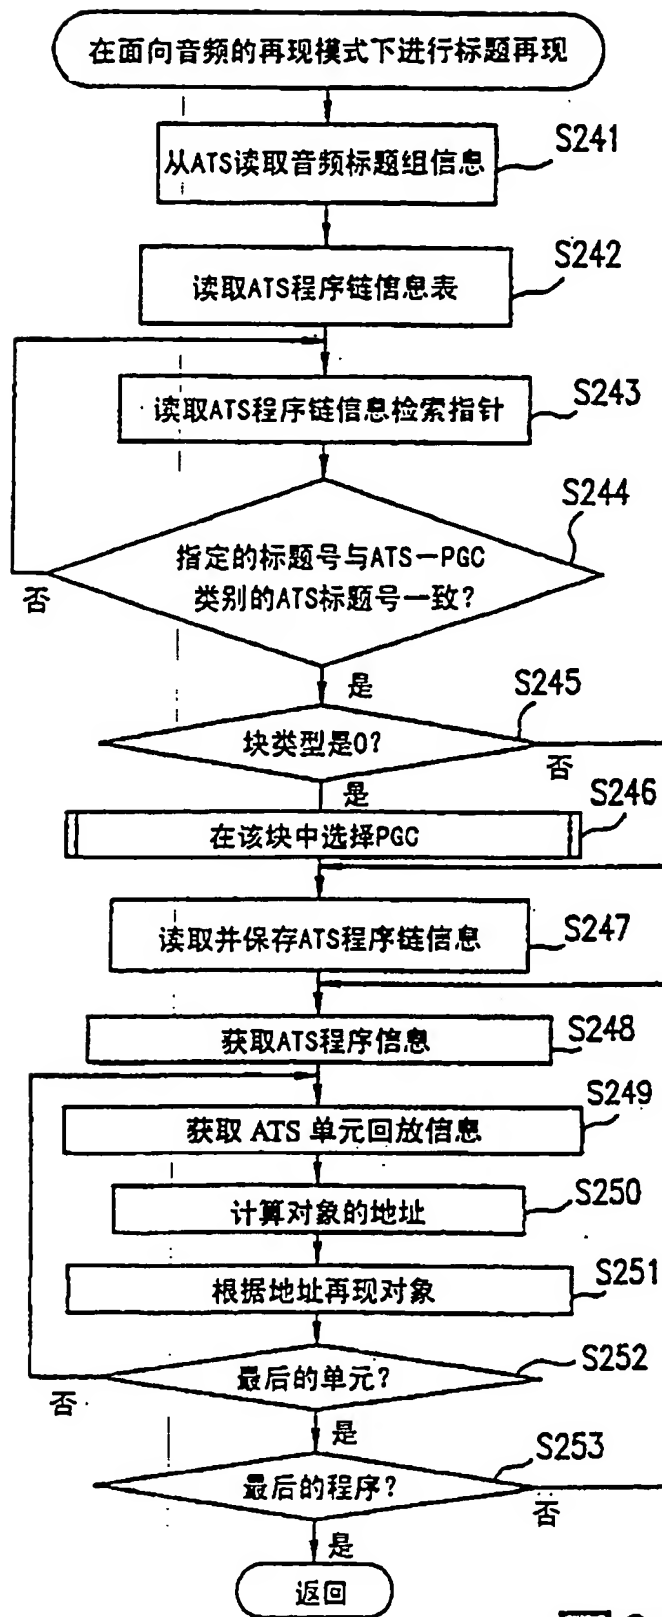 在面向音频的再现模式下进行标题再现
S241
从ATS读取音频标题组信息
S242
读取ATS程序链信息表
S243
读取ATS程序链信息检索指针
S244
指定的标题号与ATS—PGC
类别的ATS标题号一致?
否
是
S245
块类型是0?
否
是
S246
在该块中选择PGC
S247
读取并保存ATS程序链信息
S248
获取ATS程序信息
S249
获取 ATS 单元回放信息
S250
计算对象的地址
S251
根据地址再现对象
S252
最后的单元?
否
是
S253
最后的程序?
否
是
返回